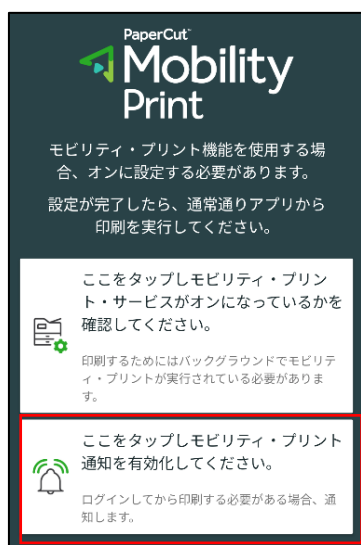 PaperCut
Mobility
Print
モビリティ・プリント機能を使用する場
合、オンに設定する必要があります。
設定が完了したら、通常通りアプリから
印刷を実行してください。
ここをタップしモビリティ・プリン
ト・サービスがオンになっているかを
確認してください。
印刷するためにはバックグラウンドでモビリテ
ィ・プリントが実行されている必要がありま
す。
ここをタップしモビリティ・プリント
通知を有効化してください。
ログインしてから印刷する必要がある場合、通
知します。